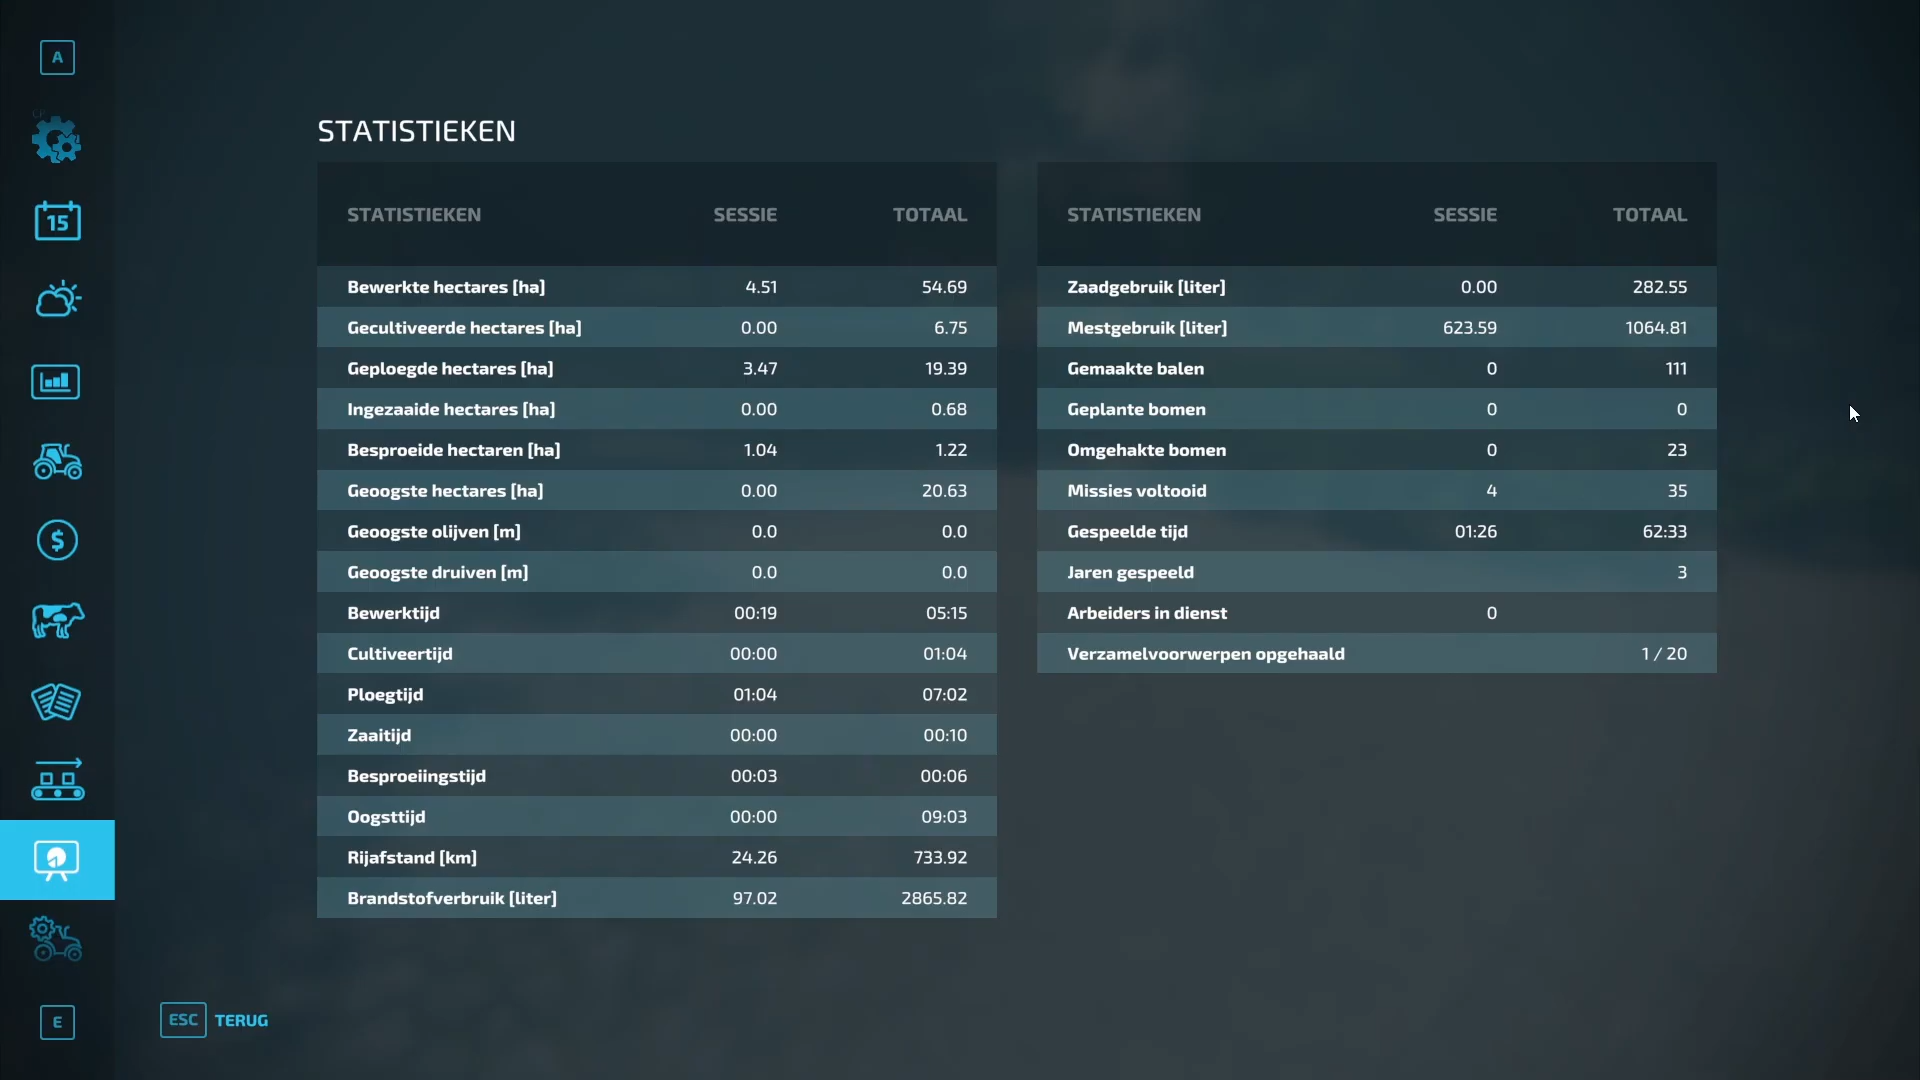 A
15
$
STATISTIEKEN
STATISTIEKEN SESSIE TOTAAL
Bewerkte hectares [ha] 4.51 54.69
Gecultiveerde hectares [ha] 0.00 6.75
Geploegde hectares [ha] 3.47 19.39
Ingezaaide hectares [ha] 0.00 0.68
Besproeide hectaren [ha] 1.04 1.22
Geoogste hectares [ha] 0.00 20.63
Geoogste olijven [m] 0.0 0.0
Geoogste druiven [m] 0.0 0.0
Bewerktijd 00:19 05:15
Cultiveertijd 00:00 01:04
Ploegtijd 01:04 07:02
Zaaitijd 00:00 00:10
Besproeiingstijd 00:03 00:06
Oogsttijd 00:00 09:03
Rijafstand [km] 24.26 733.92
Brandstofverbruik [liter] 97.02 2865.82
STATISTIEKEN SESSIE TOTAAL
Zaadgebruik [liter] 0.00 282.55
Mestgebruik [liter] 623.59 1064.81
Gemaakte balen 0 111
Geplante bomen 0 0
Omgehakte bomen 0 23
Missies voltooid 4 35
Gespeelde tijd 01:26 62:33
Jaren gespeeld 3
Arbeiders in dienst 0
Verzamelvoorwerpen opgehaald 1 / 20
E
ESC TERUG